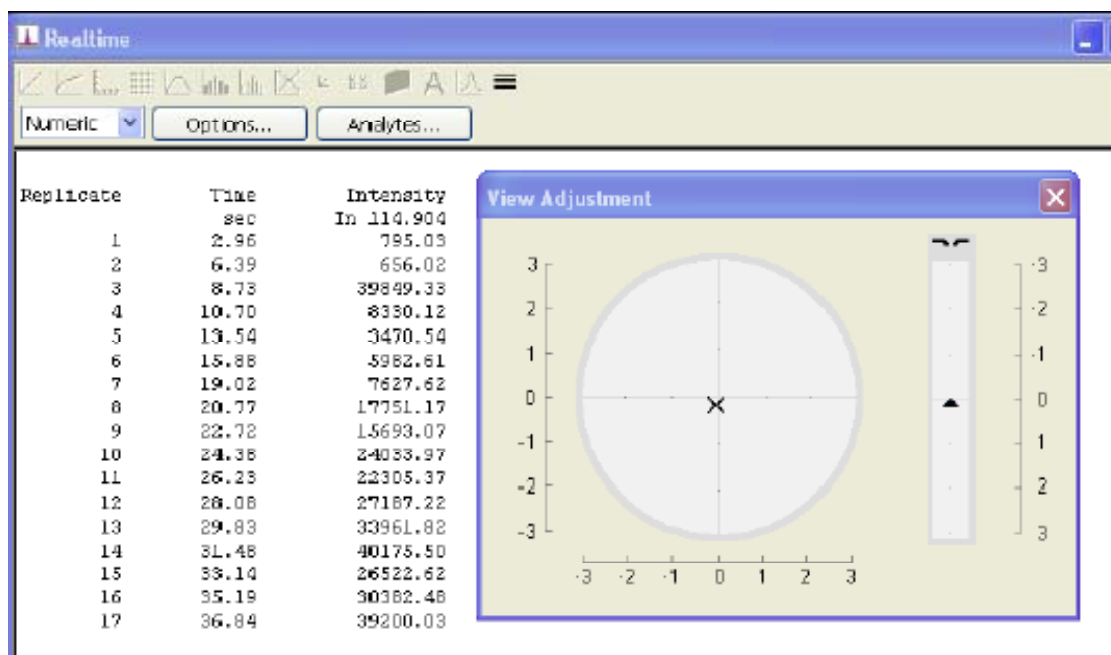 Realtime
Numeric Options... Analytes...
Replicate Time Intensity
sec In 114.904
1 2.96 795.03
2 6.39 656.02
3 8.73 39849.33
4 10.70 8330.12
5 13.54 3470.54
6 15.88 5982.61
7 19.02 7627.62
8 20.77 17751.17
9 22.72 15693.07
10 24.38 24033.97
11 26.23 22305.37
12 28.08 27187.22
13 29.83 33961.82
14 31.48 40175.50
15 33.14 26522.62
16 35.19 30382.48
17 36.84 39200.03
View Adjustment
3
2
1
0
-1
-2
-3
-3 -2 -1 0 1 2 3
-3
-2
-1
0
1
2
3